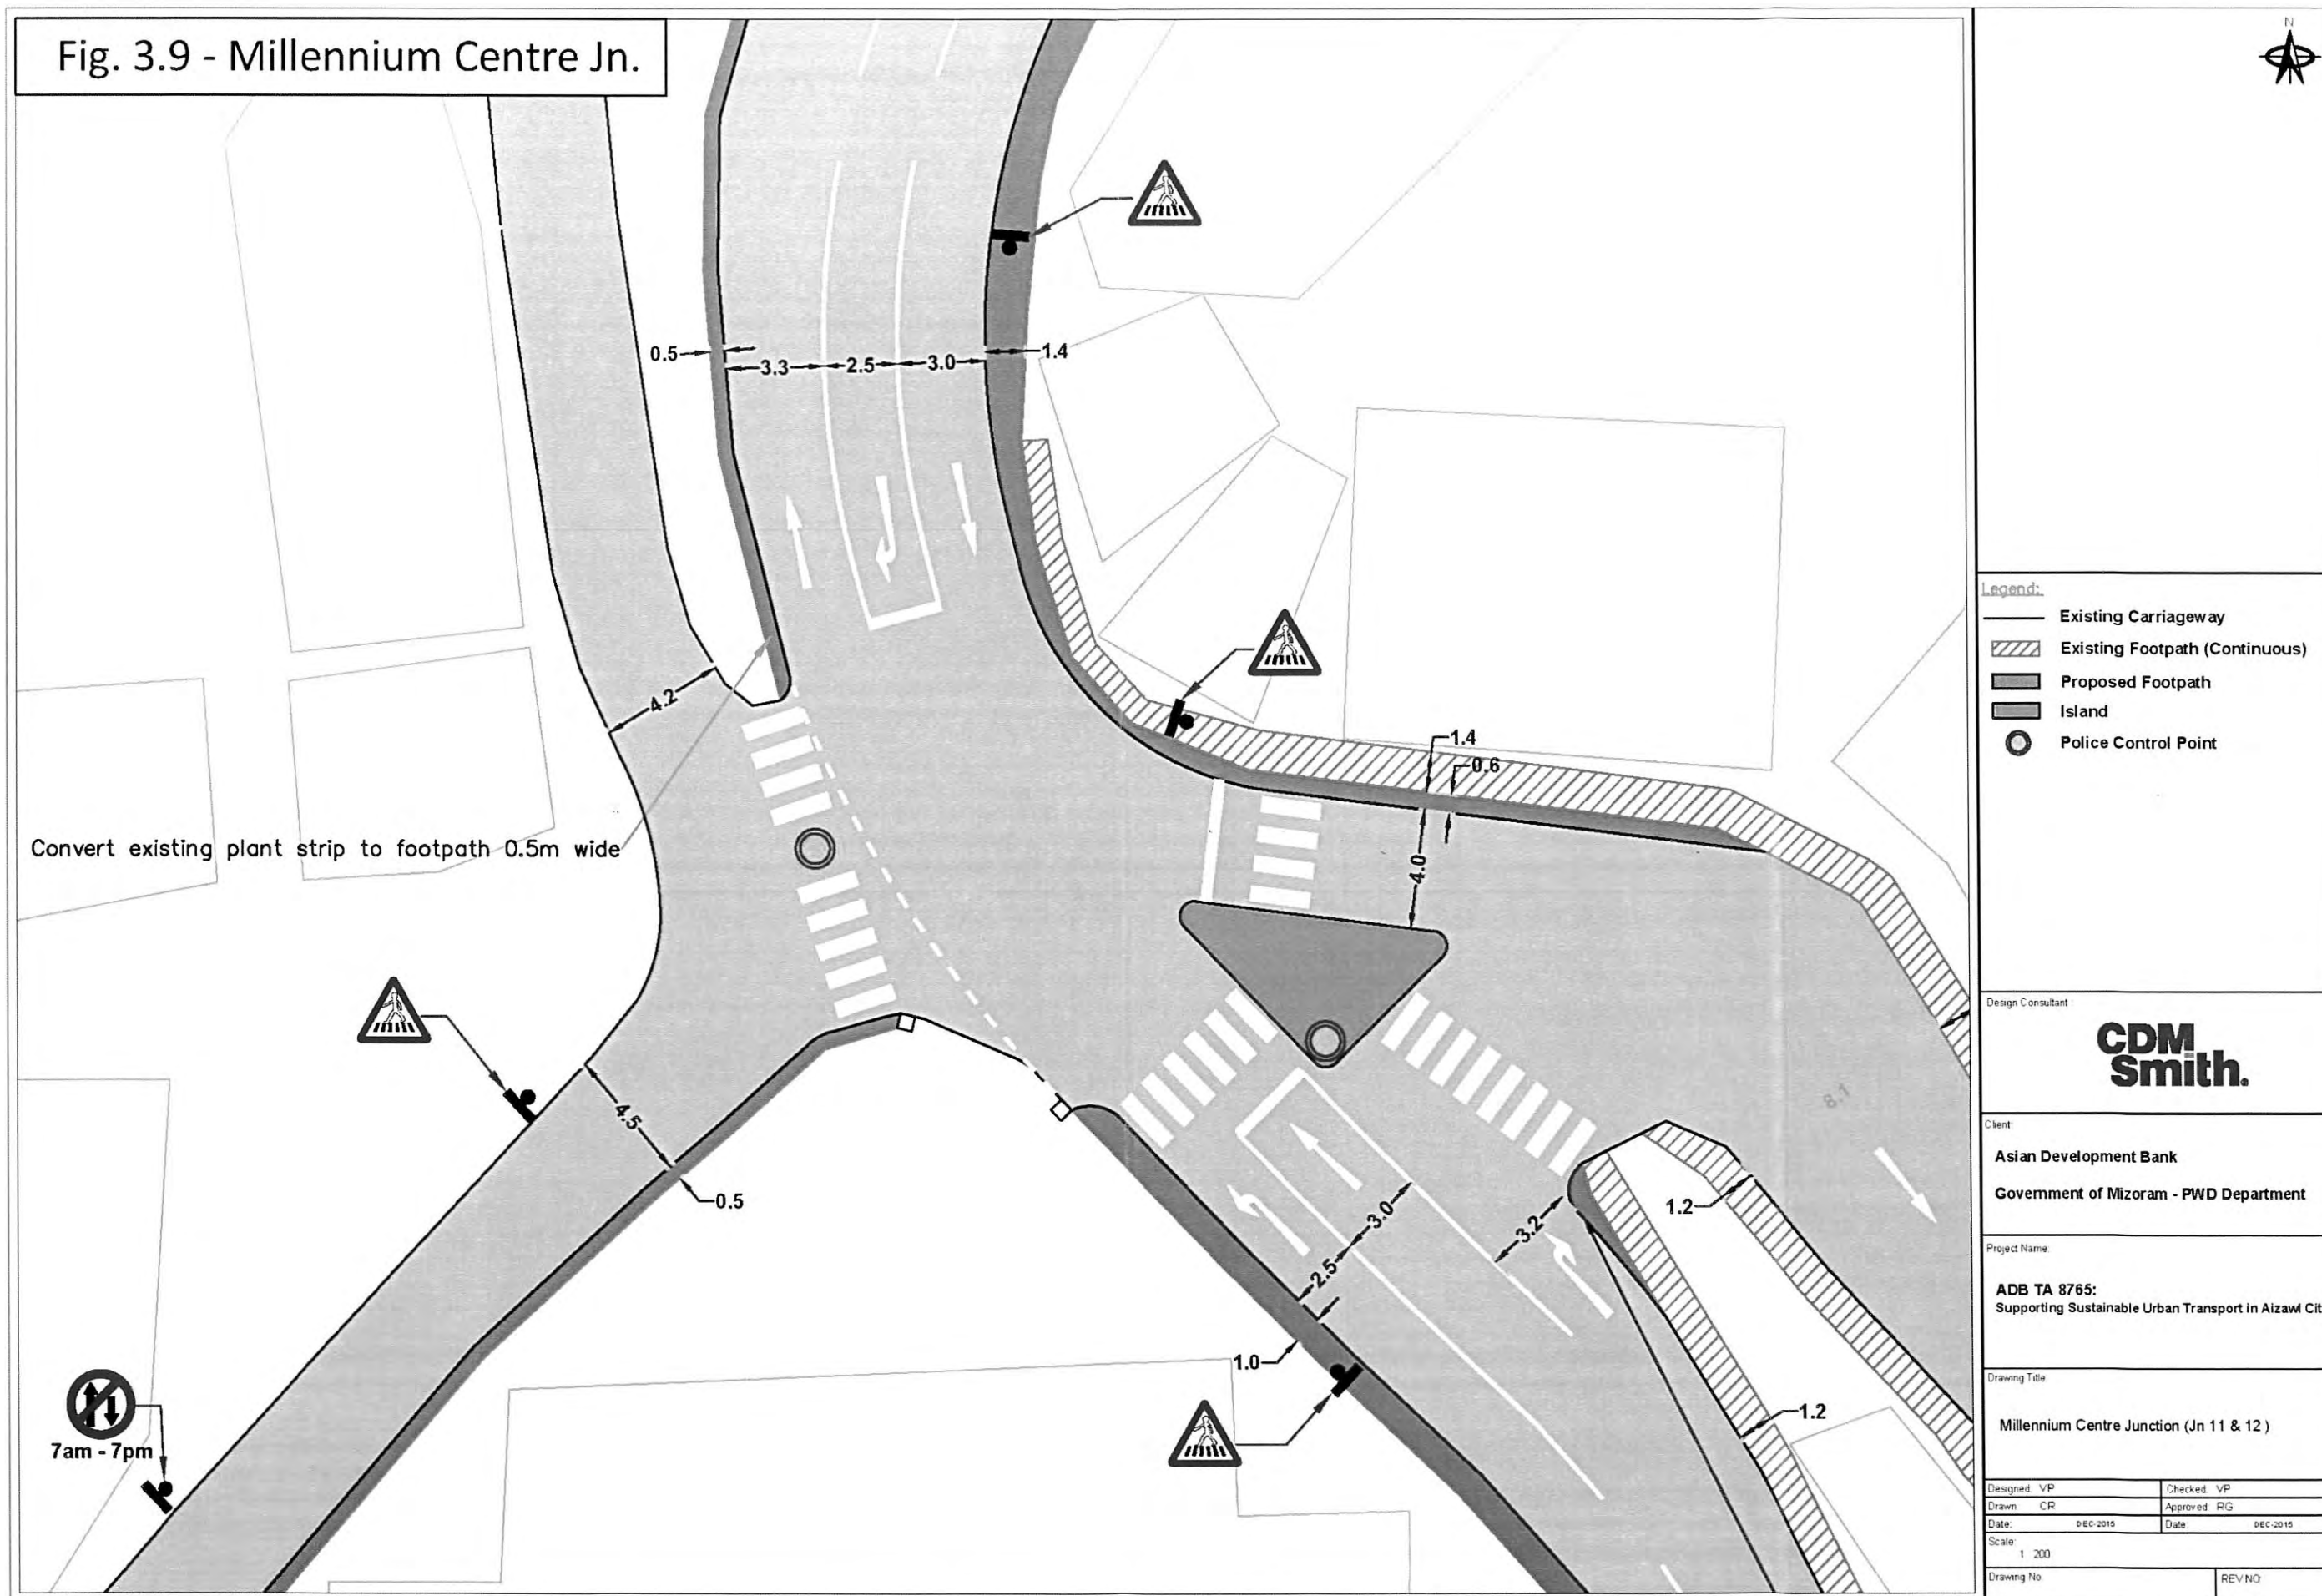 Fig. 3.9 - Millennium Centre Jn.
N
0.5
3.3
2.5
3.0
1.4
4.2
1.4
0.6
4.0
Convert existing plant strip to footpath 0.5m wide
4.5
0.5
8.1
1.2
3.0
3.2
2.5
1.0
1.2
7am - 7pm
Legend:
Existing Carriageway
Existing Footpath (Continuous)
Proposed Footpath
Island
Police Control Point
Design Consultant
CDM
Smith.
Client:
Asian Development Bank
Government of Mizoram - PWD Department
Project Name:
ADB TA 8765:
Supporting Sustainable Urban Transport in Aizawl Cit
Drawing Title
Millennium Centre Junction (Jn 11 & 12 )
Designed VP
Checked VP
Drawn CR
Approved RG
Date: DEC-2015
Date: DEC-2015
Scale:
1 200
Drawing No.
REV NO